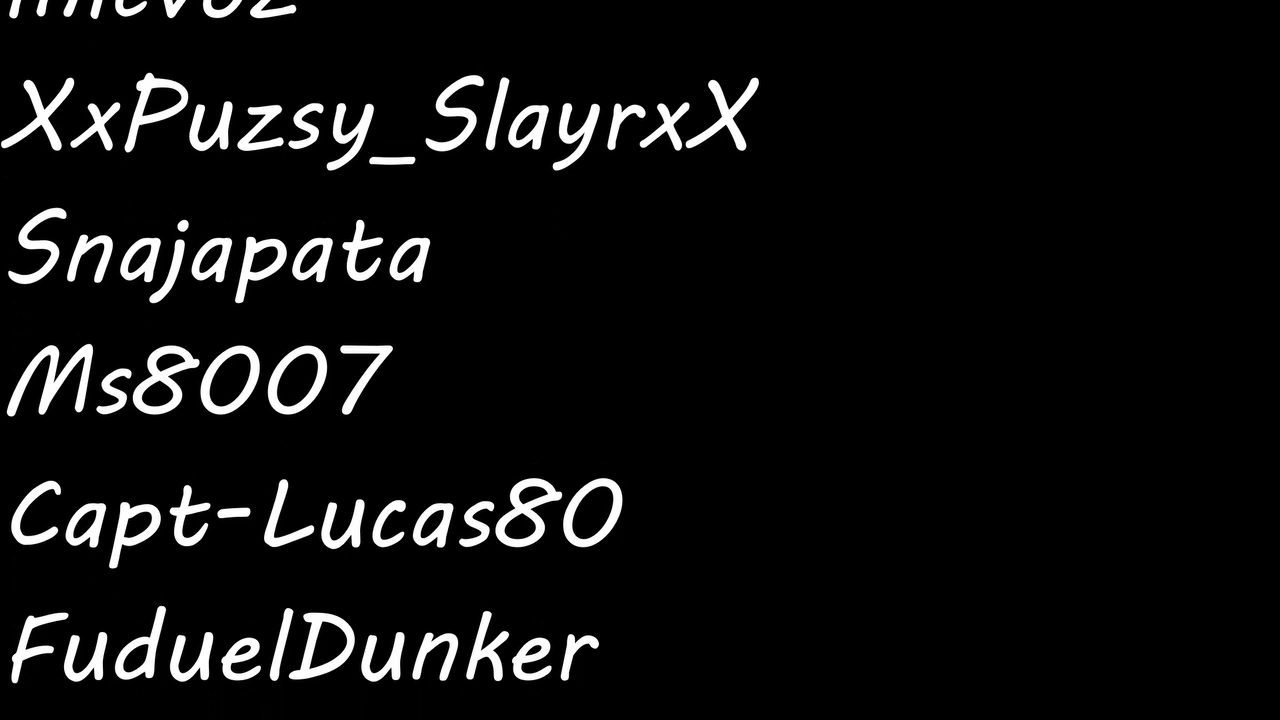 XxPuzsy_SlayrxX
Snajapata
Ms8007
Capt-Lucas80
FuduelDunker